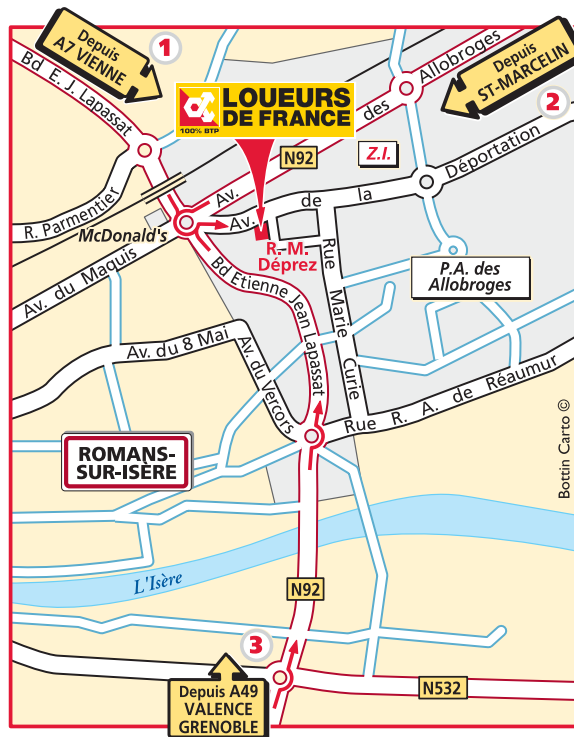 Depuis
A7 VIENNE
1
Bd E. J. Lapassat
Av. des Allobroges
Depuis
ST-MARCELIN
2
100% BTP
LOUEURS
DE FRANCE
N92
Z.I.
Av. de la Déportation
R. Parmentier
McDonald's
R.-M.
Déprez
Av. du Maquis
Bd Etienne Jean Lapassat
Rue Marie Curie
P.A. des
Allobroges
Av. du 8 Mai
Av. du Vercors
Rue R. A. de Réaumur
ROMANS-
SUR-ISÈRE
Bottin Carto ©
L'Isère
N92
3
Depuis A49
VALENCE
GRENOBLE
N532